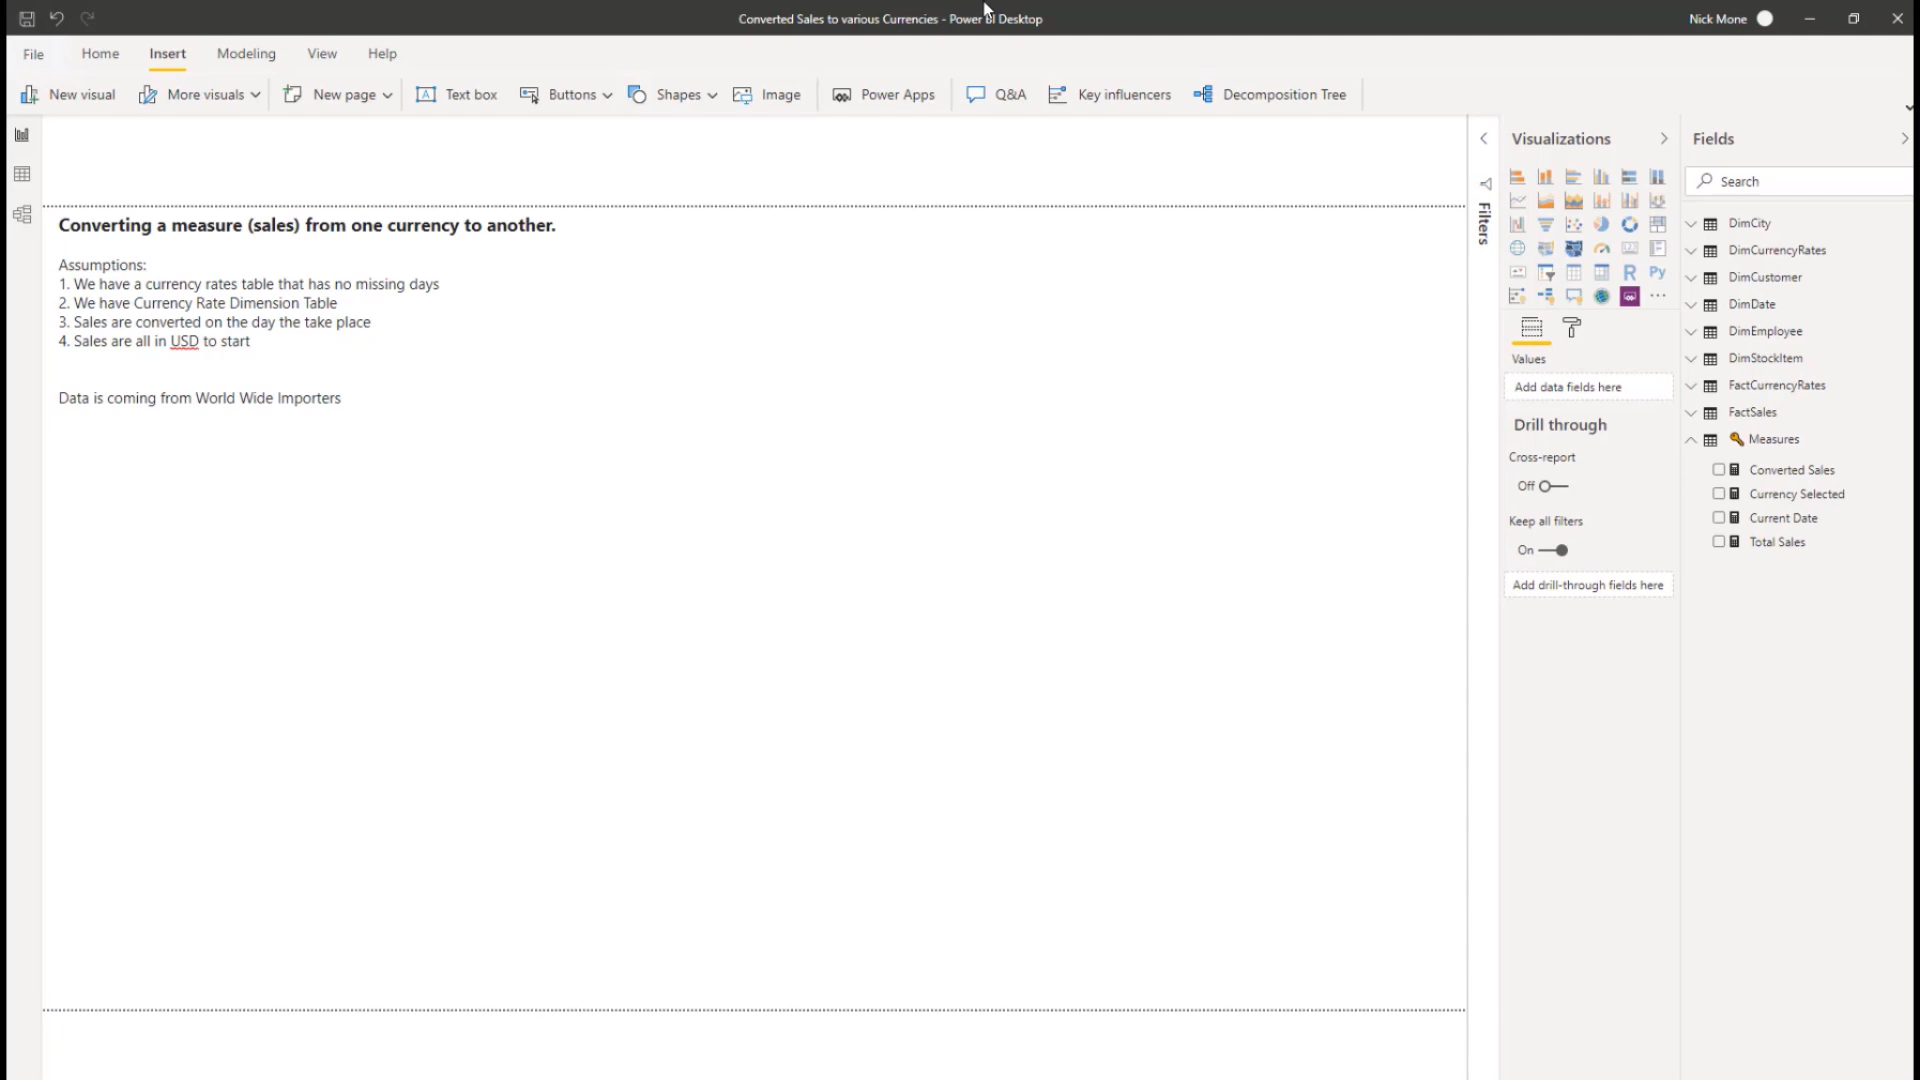 Converted Sales to various Currencies - Power BI Desktop
Nick Mone
File
Home
Insert
Modeling
View
Help
New visual
More visuals
New page
Text box
Buttons
Shapes
Image
Power Apps
Q&A
Key influencers
Decomposition Tree
Converting a measure (sales) from one currency to another.
Assumptions:
1. We have a currency rates table that has no missing days
2. We have Currency Rate Dimension Table
3. Sales are converted on the day the take place
4. Sales are all in USD to start
Data is coming from World Wide Importers
Filters
Visualizations
R
Py
Values
Add data fields here
Drill through
Cross-report
Off
Keep all filters
On
Add drill-through fields here
Fields
Search
DimCity
DimCurrencyRates
DimCustomer
DimDate
DimEmployee
DimStockItem
FactCurrencyRates
FactSales
Measures
Converted Sales
Currency Selected
Current Date
Total Sales